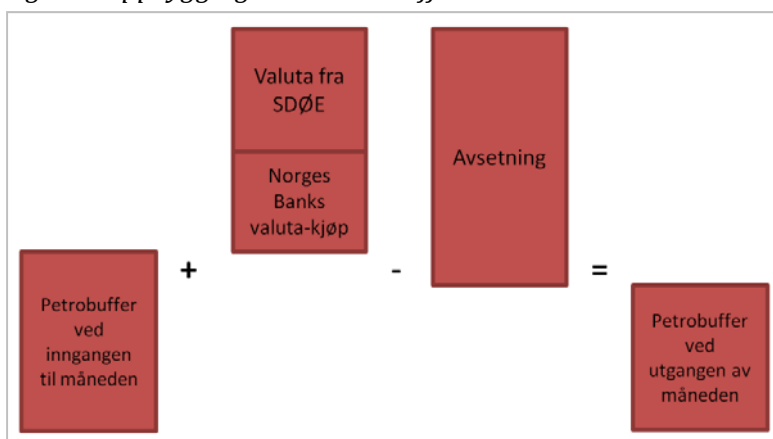 Petrobuffer
ved
inngangen
til måneden
+
Valuta fra
SDØE
Norges
Banks
valuta-kjøp
-
Avsetning
=
Petrobuffer
ved
utgangen av
måneden